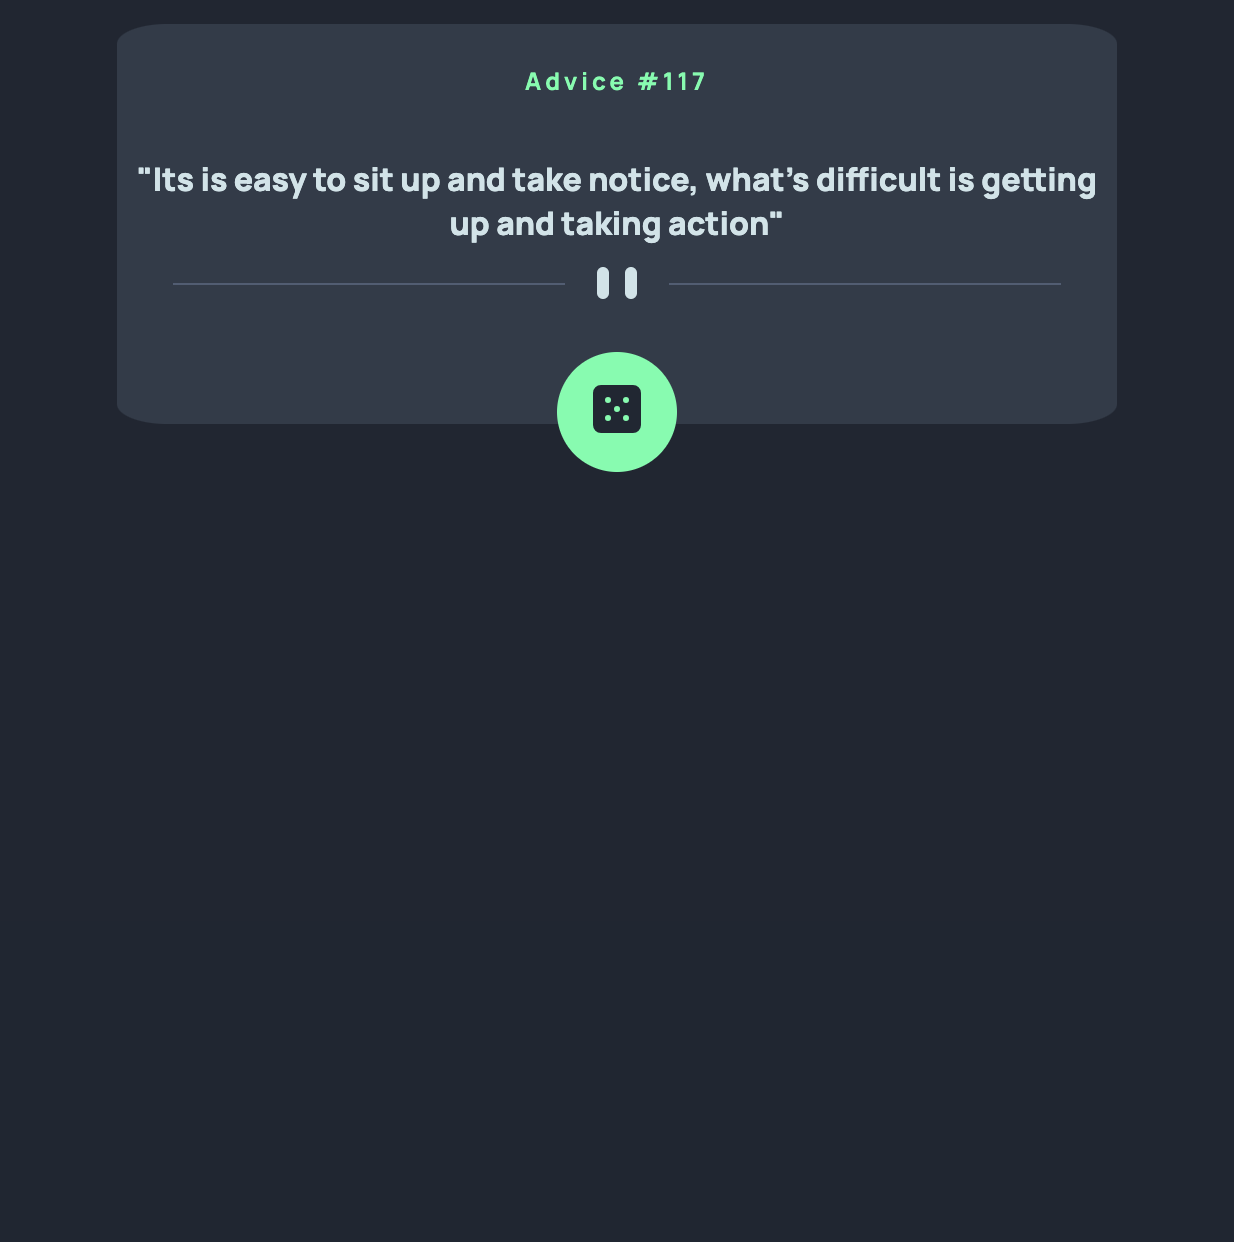 Advice #117
"Its is easy to sit up and take notice, what's difficult is getting
up and taking action"